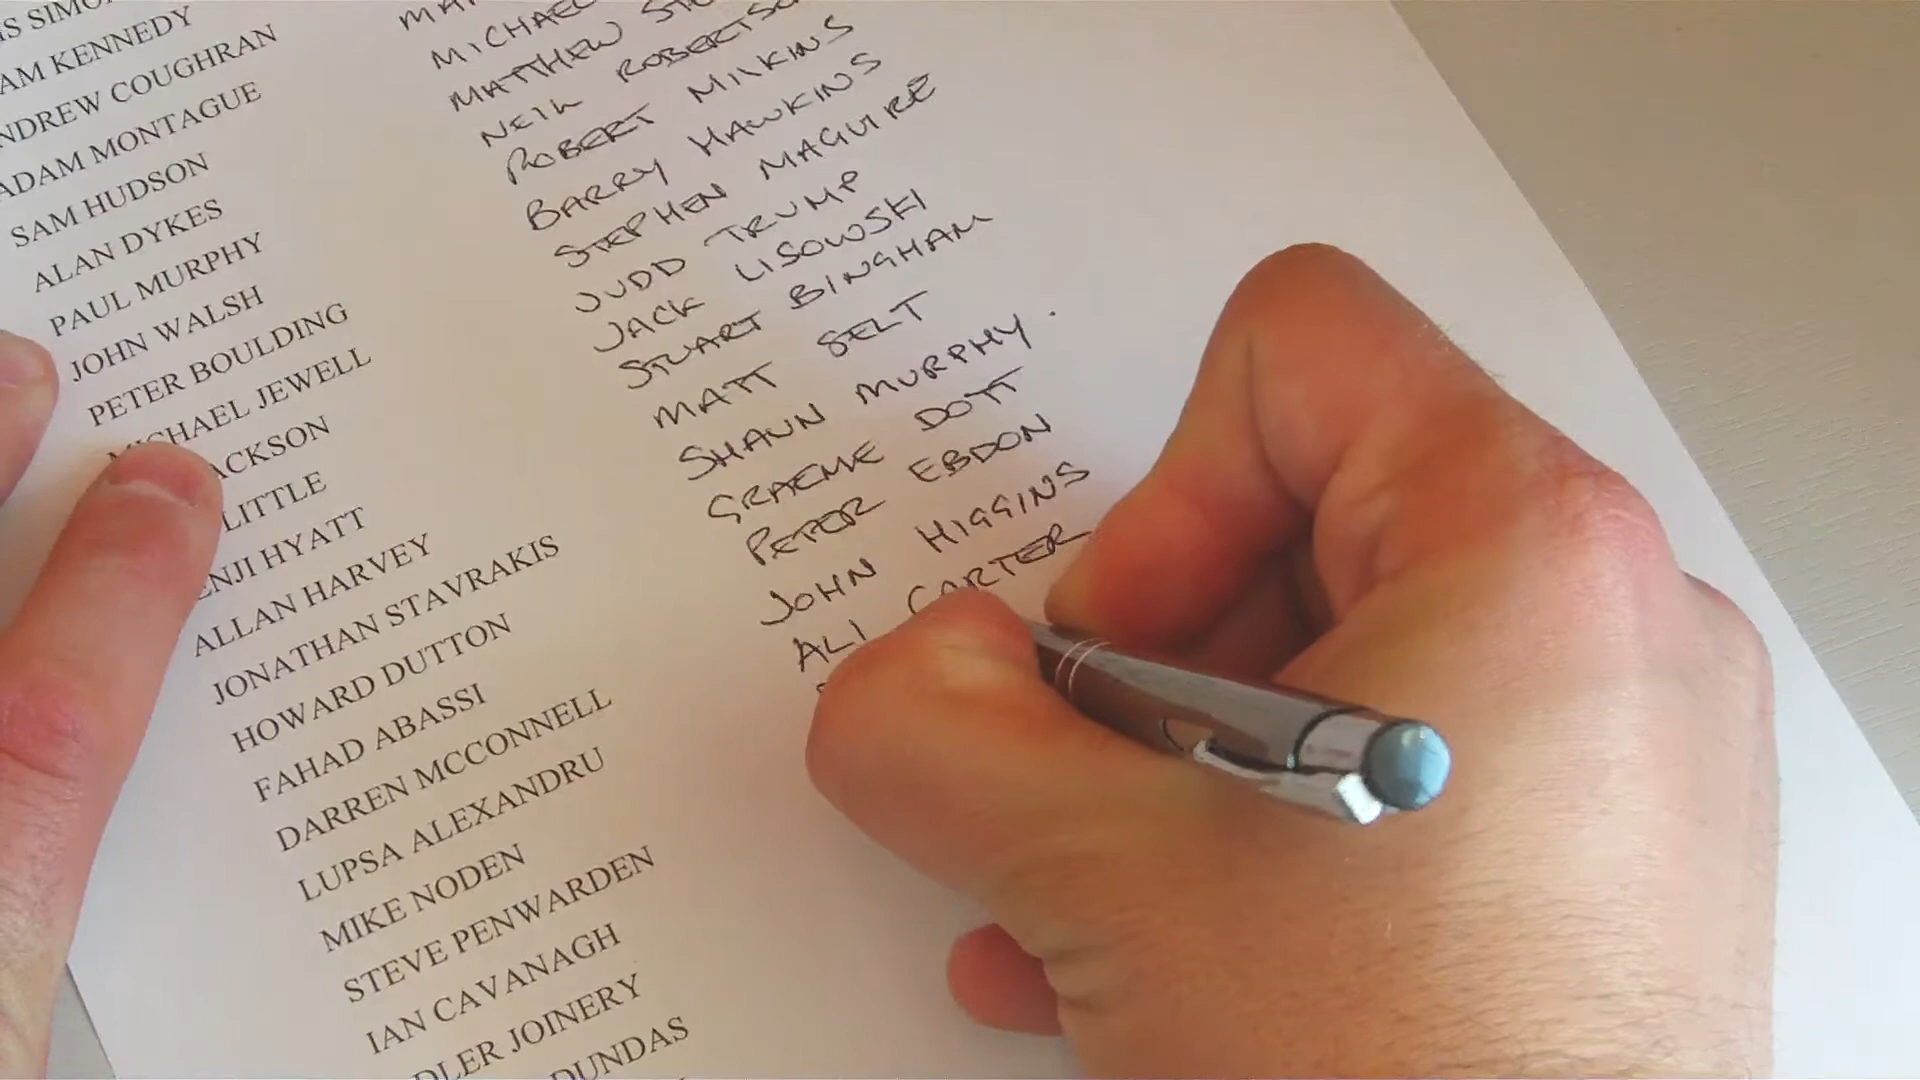 KENNEDY
COUGHRAN
ADAM MONTAGUE
SAM HUDSON
ALAN DYKES
PAUL MURPHY
JOHN WALSH
PETER BOULDING
MICHAEL JEWELL
ACKSON
LITTLE
ENJI HYATT
ALLAN HARVEY
JONATHAN STAVRAKIS
HOWARD DUTTON
FAHAD ABASSI
DARREN MCCONNELL
LUPSA ALEXANDRU
MIKE NODEN
STEVE PENWARDEN
IAN CAVANAGH
DLER JOINERY
DUNDAS
MICHAEL
MATTHEW
NEIL ROBERTSO
ROBERT MILKINS
BARRY HAWKINS
STEPHEN MAGUIRE
JUDD TRUMP
JACK LISOWSKI
STUART BINGHAM
MATT SELT
SHAUN MURPHY.
GRAEME DOTT
PETER EBDON
JOHN HIGGINS
ALI CARTER